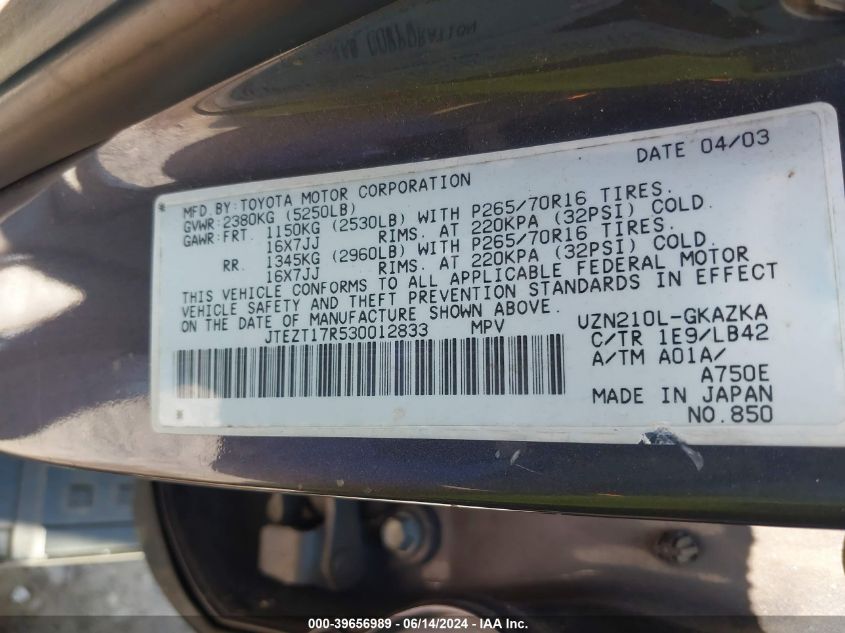 CORPORATION
DATE 04/03
MFD.BY:TOYOTA MOTOR CORPORATION
GVWR:2380KG (5250LB)
GAWR:FRT. 1150KG (2530LB) WITH P265/70R16 TIRES.
16X7JJ RIMS. AT 220KPA (32PSI) COLD.
RR. 1345KG (2960LB) WITH P265/70R16 TIRES.
16X7JJ RIMS. AT 220KPA (32PSI) COLD.
THIS VEHICLE CONFORMS TO ALL APPLICABLE FEDERAL MOTOR
VEHICLE SAFETY AND THEFT PREVENTION STANDARDS IN EFFECT
ON THE DATE OF MANUFACTURE SHOWN ABOVE.
JTEZT17R530012833 MPV
UZN210L-GKAZKA
C/TR 1E9/LB42
A/TM A01A/
A750E
MADE IN JAPAN
NO.850
000-39656989 - 06/14/2024 - IAA Inc.